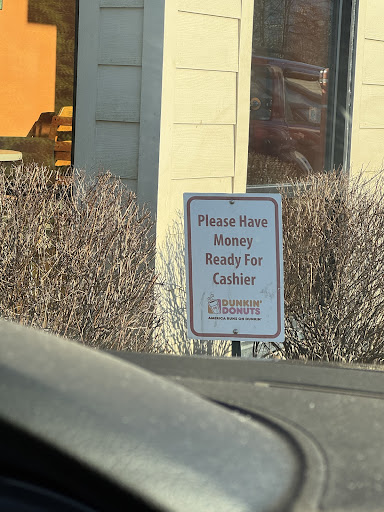 Please Have
Money
Ready For
Cashier
DUNKIN'
DONUTS
AMERICA RUNS ON DUNKIN'